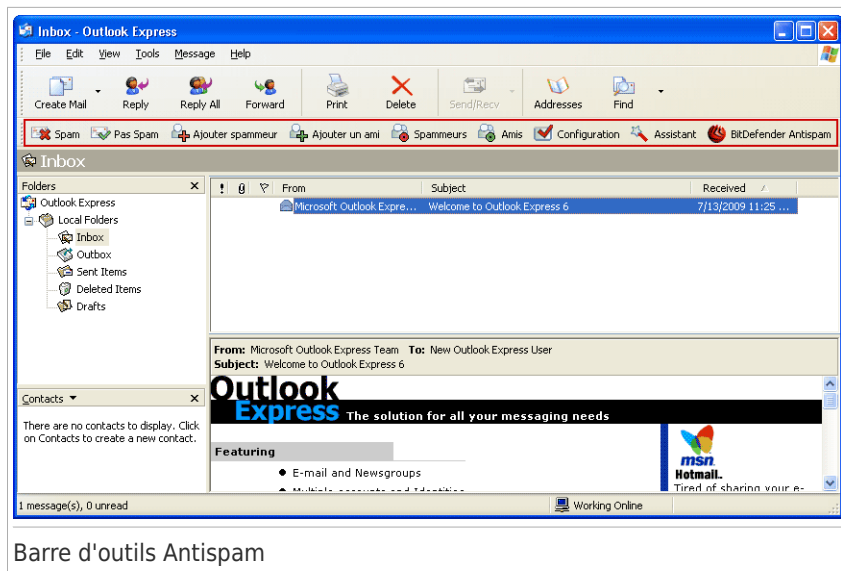 Inbox - Outlook Express
File Edit View Tools Message Help
Create Mail Reply Reply All Forward Print Delete Send/Recv Addresses Find
Spam Pas Spam Ajouter spammeur Ajouter un ami Spammeurs Amis Configuration Assistant BitDefender Antispam
Inbox
Folders x
Outlook Express
Local Folders
Inbox
Outbox
Sent Items
Deleted Items
Drafts
! From Subject Received
Microsoft Outlook Expre... Welcome to Outlook Express 6 7/13/2009 11:25 ...
From: Microsoft Outlook Express Team To: New Outlook Express User
Subject: Welcome to Outlook Express 6
Outlook
Express The solution for all your messaging needs
Featuring
● E-mail and Newsgroups
msn
Hotmail.
Tired of sharing your e-
Contacts x
There are no contacts to display. Click
on Contacts to create a new contact.
1 message(s), 0 unread Working Online
Barre d'outils Antispam